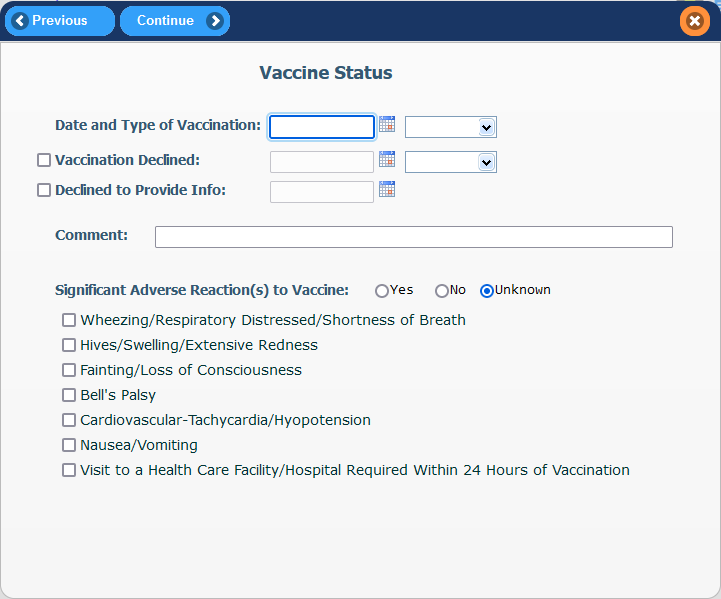 Previous
Continue
Vaccine Status
Date and Type of Vaccination:
Vaccination Declined:
Declined to Provide Info:
Comment:
Significant Adverse Reaction(s) to Vaccine: Yes No Unknown
Wheezing/Respiratory Distressed/Shortness of Breath
Hives/Swelling/Extensive Redness
Fainting/Loss of Consciousness
Bell's Palsy
Cardiovascular-Tachycardia/Hyopotension
Nausea/Vomiting
Visit to a Health Care Facility/Hospital Required Within 24 Hours of Vaccination